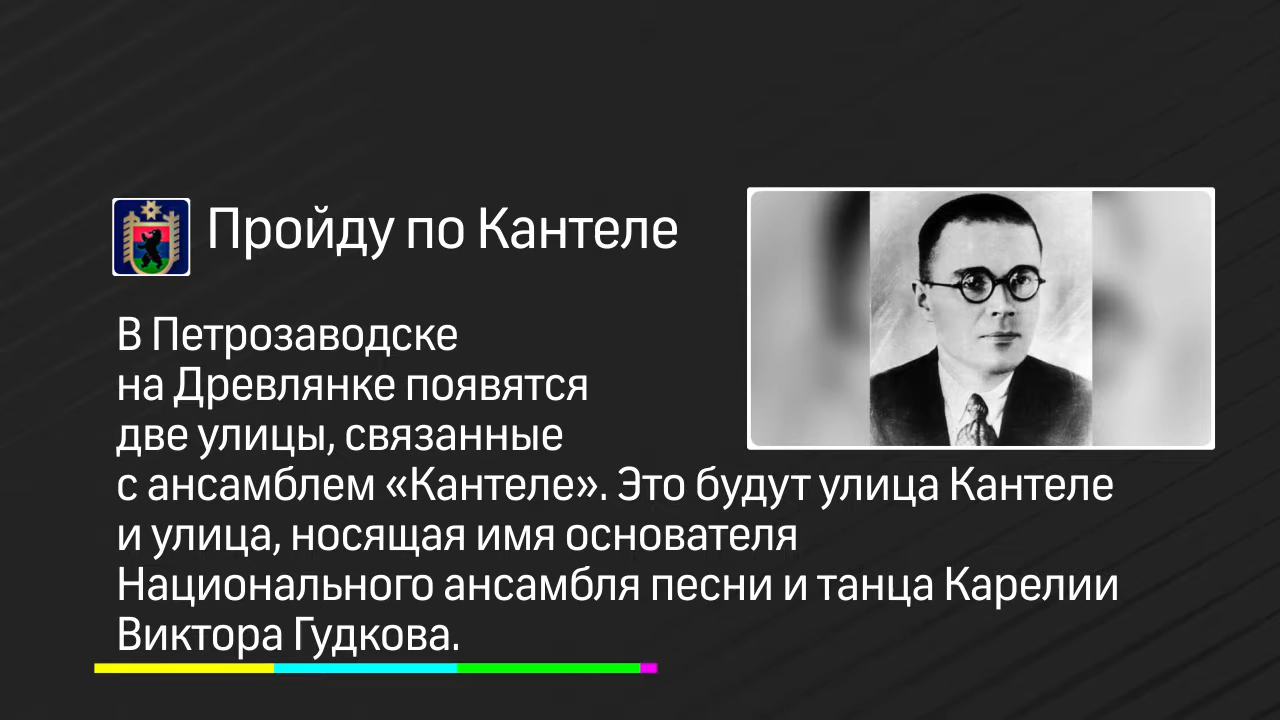 Пройду по Кантеле
В Петрозаводске
на Древлянке появятся
две улицы, связанные
с ансамблем «Кантеле». Это будут улица Кантеле
и улица, носящая имя основателя
Национального ансамбля песни и танца Карелии
Виктора Гудкова.